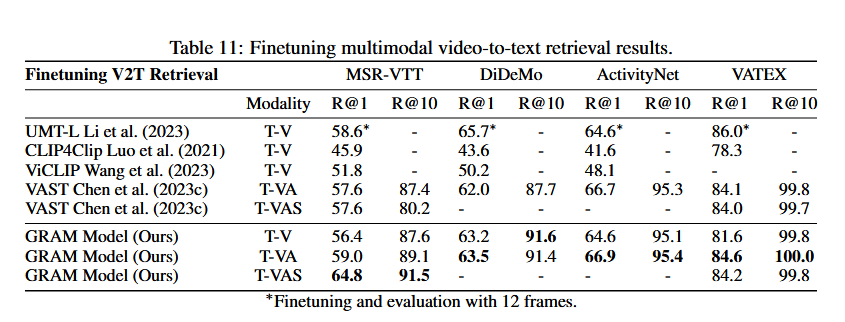 Table 11: Finetuning multimodal video-to-text retrieval results.
Finetuning V2T Retrieval MSR-VTT DiDeMo ActivityNet VATEX
Modality R@1 R@10 R@1 R@10 R@1 R@10 R@1 R@10
UMT-L Li et al. (2023) T-V 58.6* - 65.7* - 64.6* - 86.0* -
CLIP4Clip Luo et al. (2021) T-V 45.9 - 43.6 - 41.6 - 78.3 -
ViCLIP Wang et al. (2023) T-V 51.8 - 50.2 - 48.1 - - -
VAST Chen et al. (2023c) T-VA 57.6 87.4 62.0 87.7 66.7 95.3 84.1 99.8
VAST Chen et al. (2023c) T-VAS 57.6 80.2 - - - - 84.0 99.7
GRAM Model (Ours) T-V 56.4 87.6 63.2 91.6 64.6 95.1 81.6 99.8
GRAM Model (Ours) T-VA 59.0 89.1 63.5 91.4 66.9 95.4 84.6 100.0
GRAM Model (Ours) T-VAS 64.8 91.5 - - - - 84.2 99.8
*Finetuning and evaluation with 12 frames.